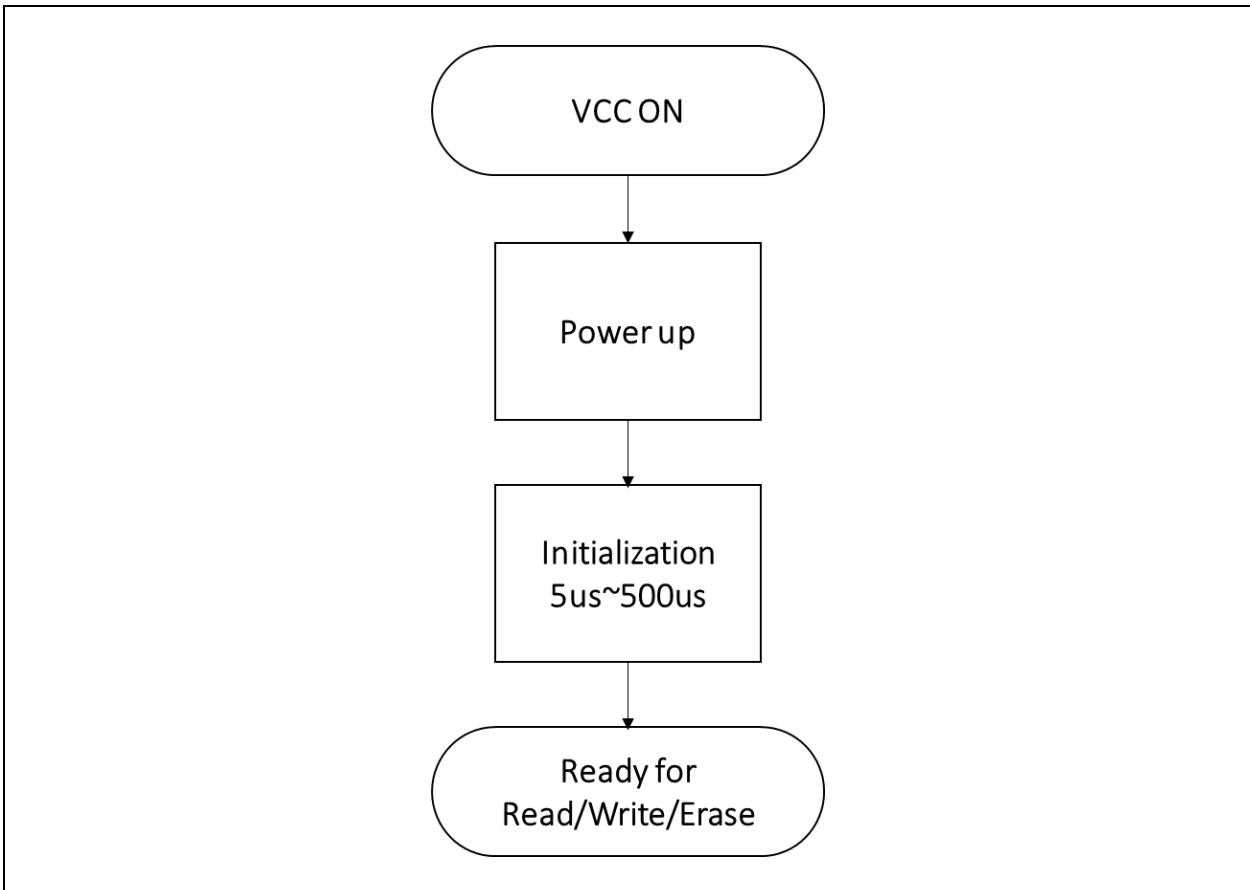 VCC ON
Power up
Initialization
5us~500us
Ready for
Read/Write/Erase